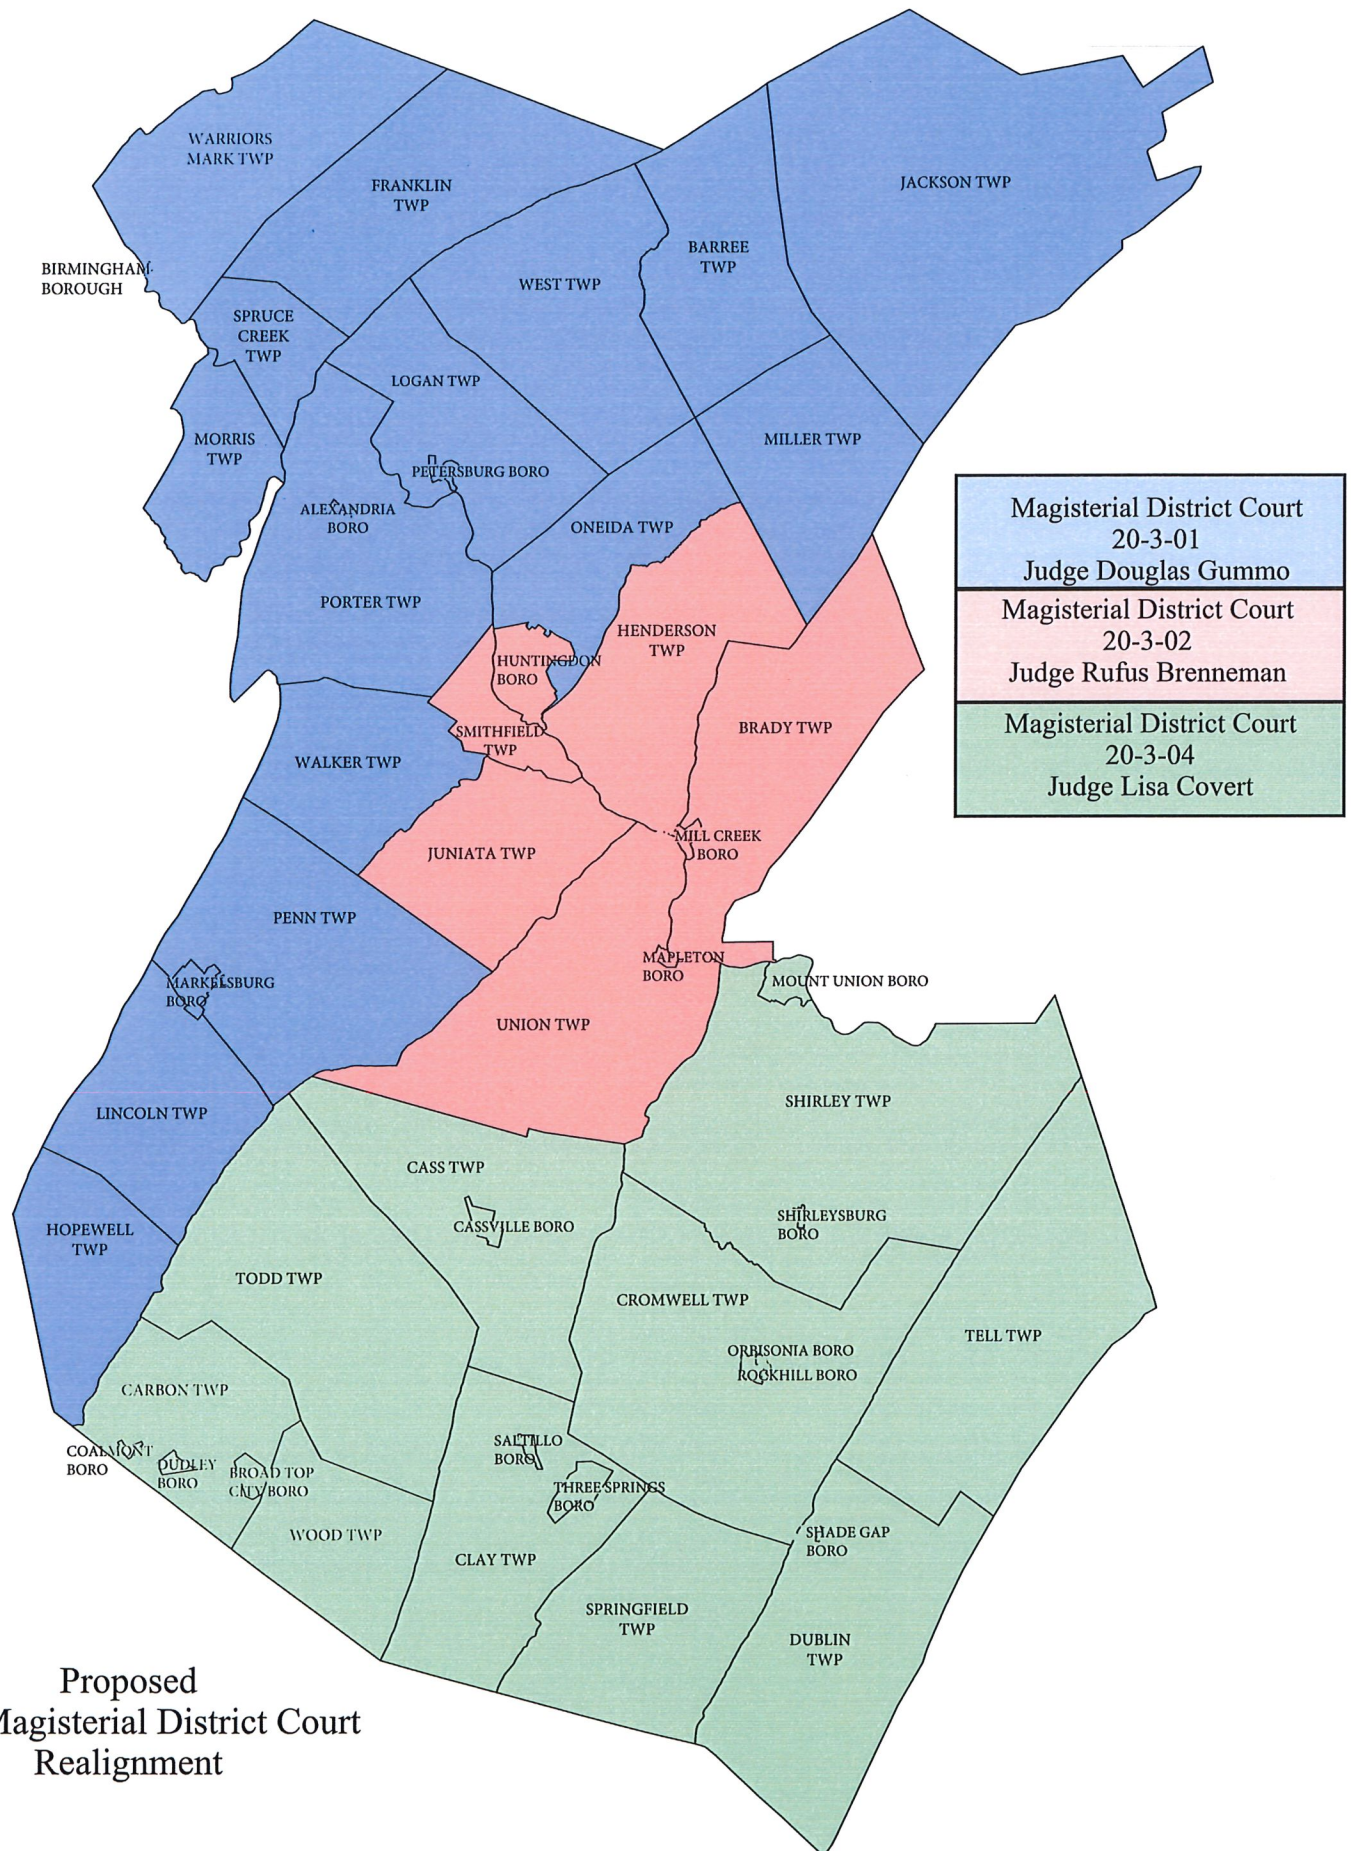 WARRIORS
MARK TWP
FRANKLIN
TWP
JACKSON TWP
BARREE
TWP
WEST TWP
BIRMINGHAM
BOROUGH
SPRUCE
CREEK
TWP
LOGAN TWP
MORRIS
TWP
MILLER TWP
PETERSBURG BORO
ALEXANDRIA
BORO
ONEIDA TWP
PORTER TWP
HENDERSON
TWP
HUNTINGDON
BORO
SMITHFIELD
TWP
BRADY TWP
WALKER TWP
MILL CREEK
BORO
JUNIATA TWP
PENN TWP
MAPLETON
BORO
MARKELSBURG
BORO
MOUNT UNION BORO
UNION TWP
LINCOLN TWP
SHIRLEY TWP
CASS TWP
CASSVILLE BORO
SHIRLEYSBURG
BORO
HOPEWELL
TWP
TODD TWP
CROMWELL TWP
TELL TWP
ORBISONIA BORO
ROCKHILL BORO
CARBON TWP
COALMONT
BORO
DUDLEY
BORO
BROAD TOP
CITY BORO
SALTILLO
BORO
THREE SPRINGS
BORO
WOOD TWP
CLAY TWP
SHADE GAP
BORO
SPRINGFIELD
TWP
DUBLIN
TWP
Magisterial District Court
20-3-01
Judge Douglas Gummo
Magisterial District Court
20-3-02
Judge Rufus Brenneman
Magisterial District Court
20-3-04
Judge Lisa Covert
Proposed
Magisterial District Court
Realignment